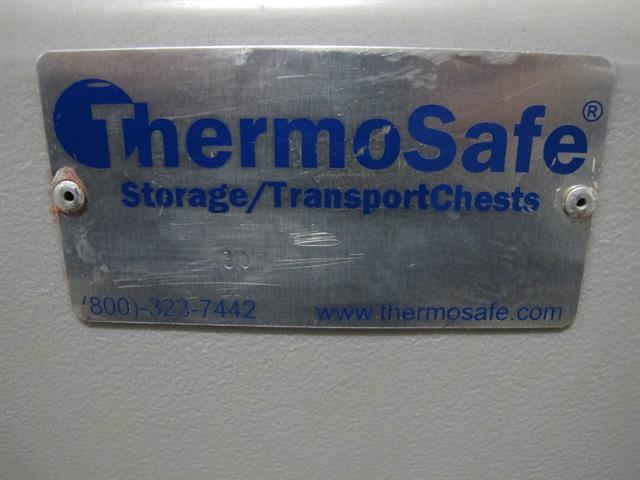 ThermoSafe®
Storage/TransportChests
(800)-323-7442 www.thermosafe.com